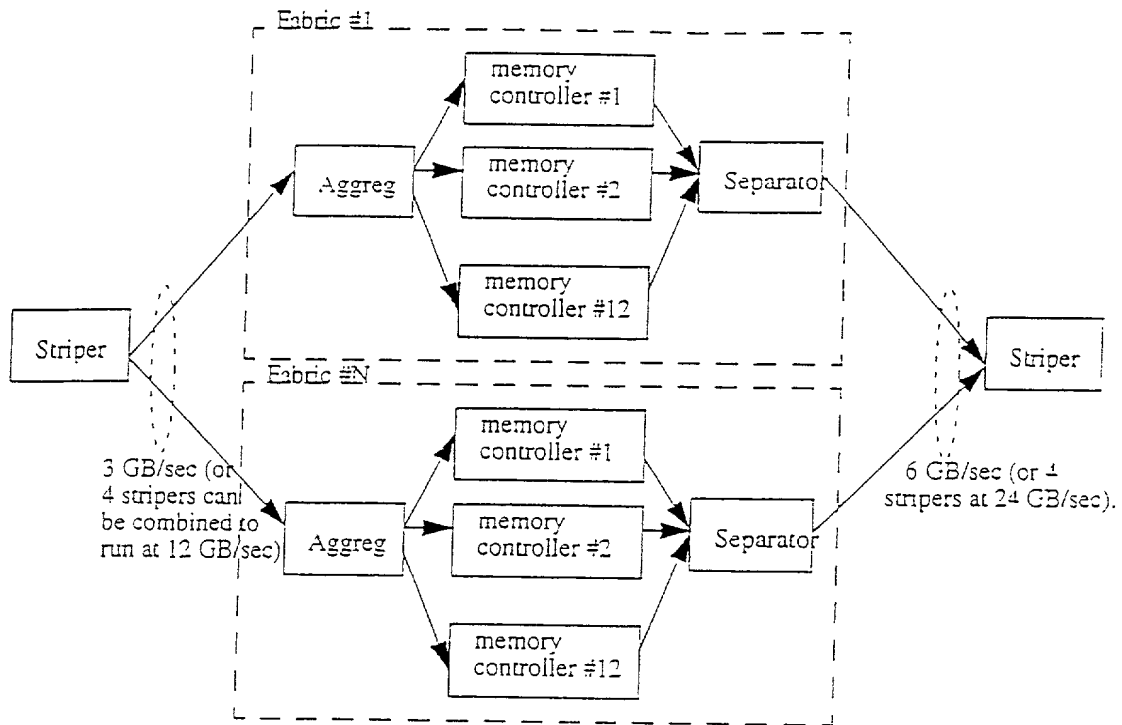 Fabric #1
memory
controller #1
memory
controller #2
memory
controller #12
Aggreg
Separator
Striper
Striper
Fabric #N
memory
controller #1
memory
controller #2
memory
controller #12
Aggreg
Separator
3 GB/sec (or
4 stripers can
be combined to
run at 12 GB/sec)
6 GB/sec (or 4
stripers at 24 GB/sec).